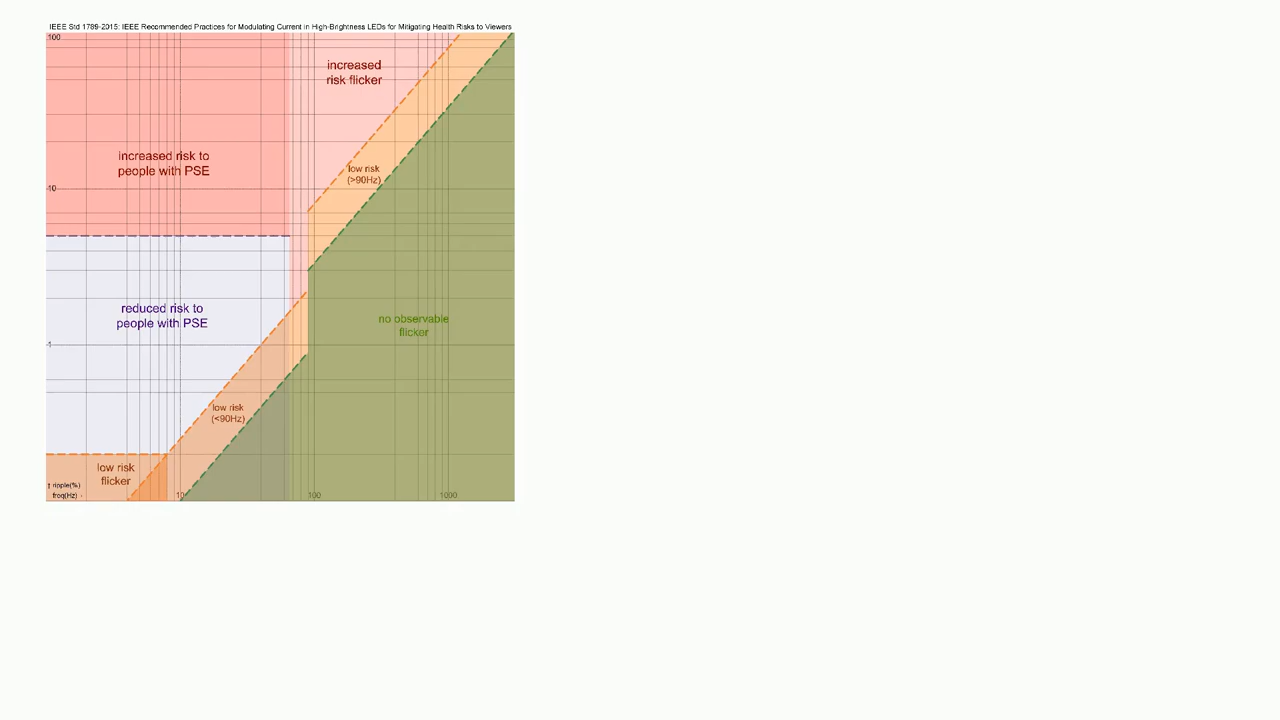 IEEE Std 1789-2015: IEEE Recommended Practices for Modulating Current in High-Brightness LEDs for Mitigating Health Risks to Viewers
100
increased
risk flicker
increased risk to
people with PSE
low risk
(>90Hz)
10
reduced risk to
people with PSE
no observable
flicker
1
low risk
(<90Hz)
low risk
flicker
↑ ripple(%)
freq(Hz)
10
100
1000